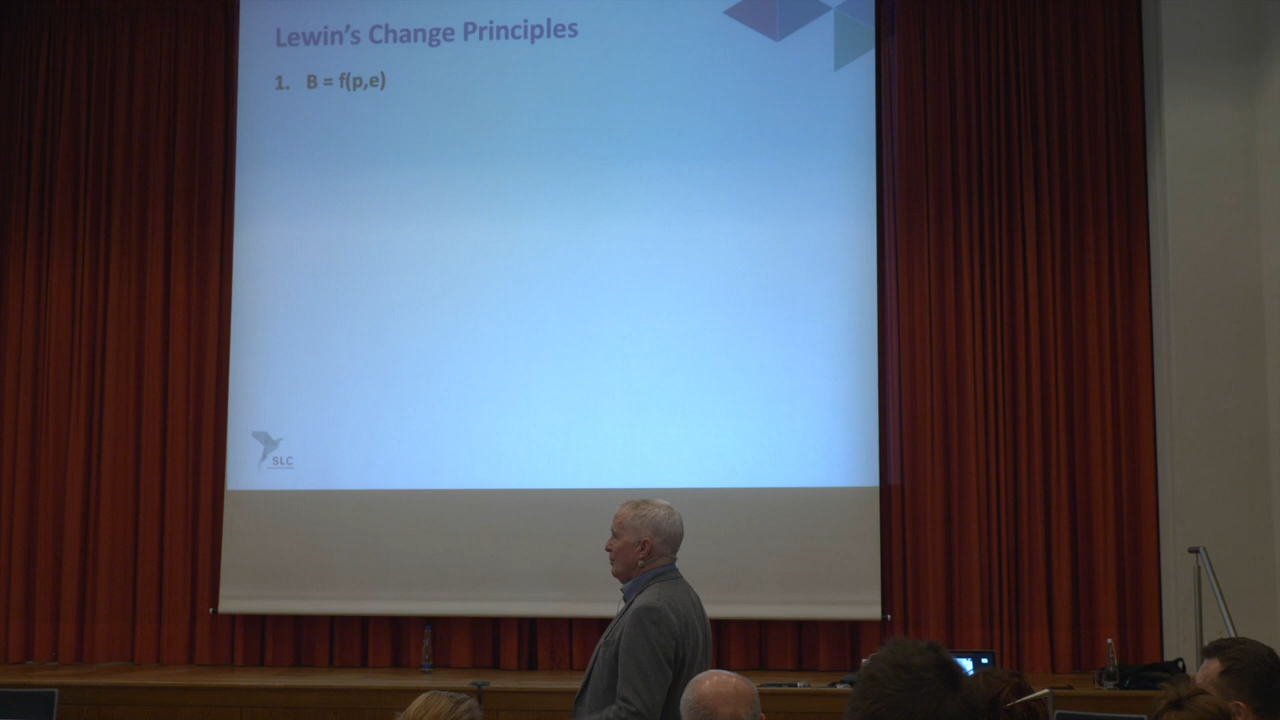 Lewin's Change Principles
1. B = f(p,e)
SLC